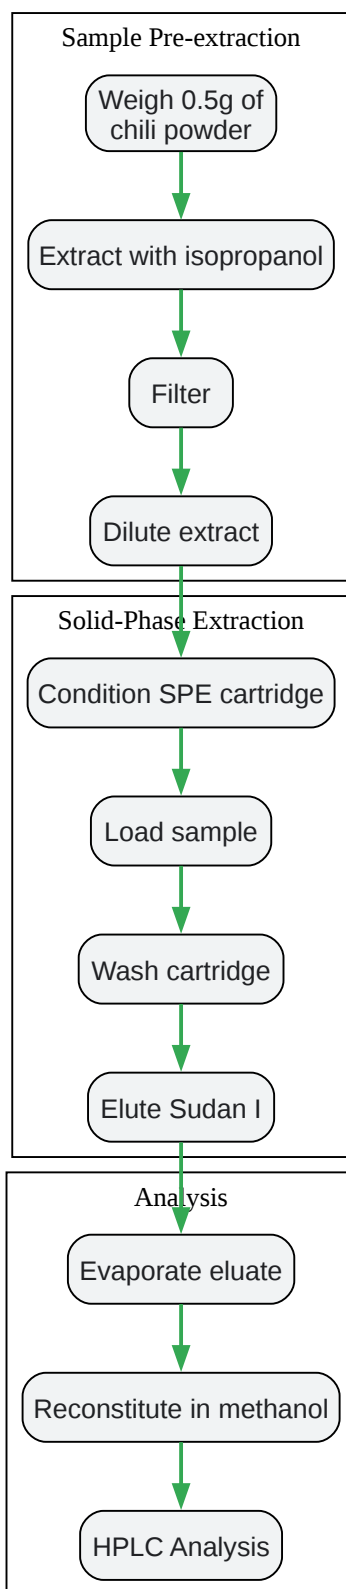 Sample Pre-extraction
Weigh 0.5g of
chili powder
Extract with isopropanol
Filter
Dilute extract
Solid-Phase Extraction
Condition SPE cartridge
Load sample
Wash cartridge
Elute Sudan I
Analysis
Evaporate eluate
Reconstitute in methanol
HPLC Analysis